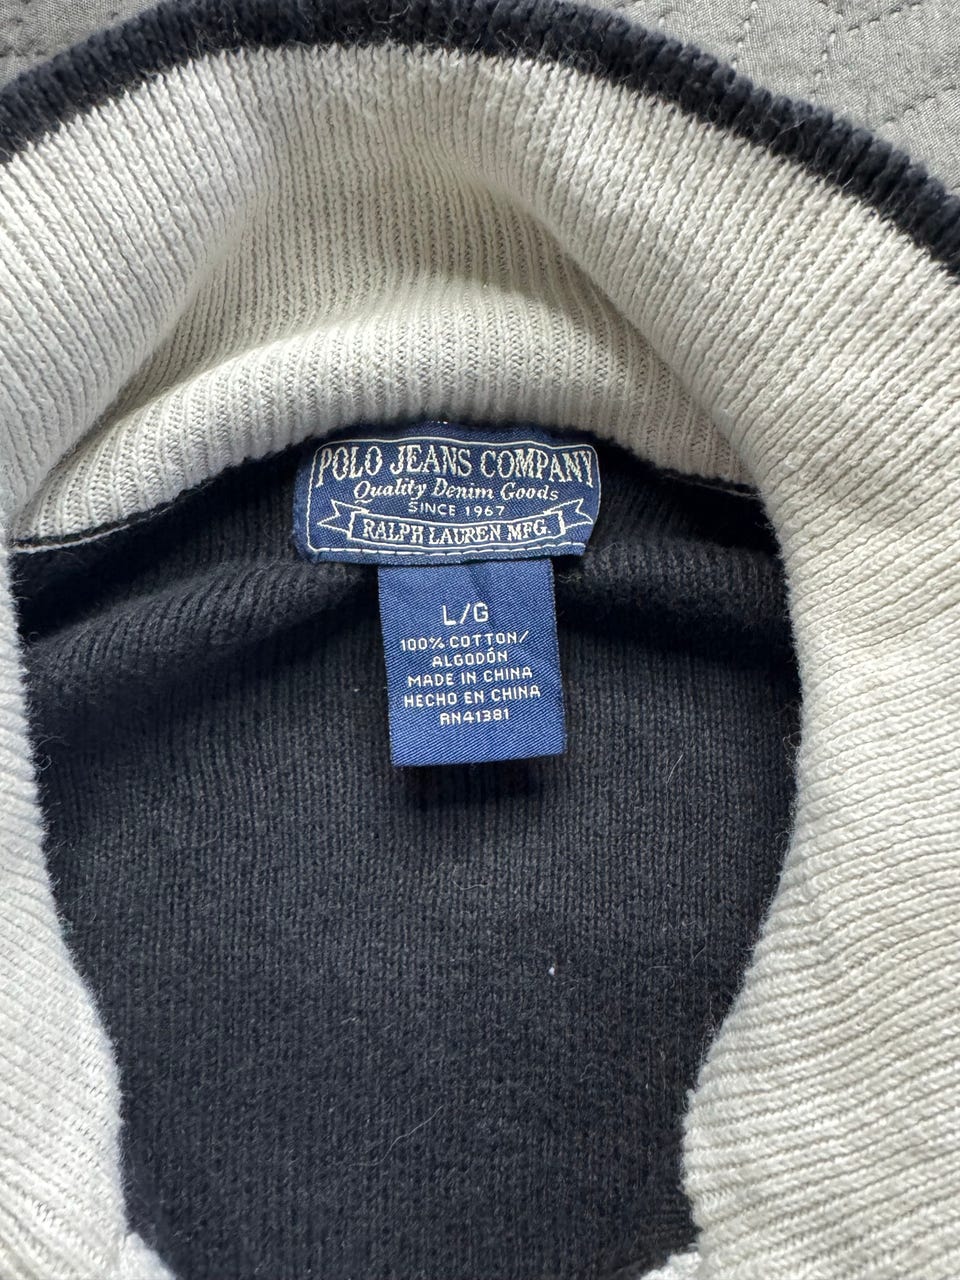 POLO JEANS COMPANY
Quality Denim Goods
SINCE 1967
RALPH LAUREN MFG.
L/G
100% COTTON/
ALGODÓN
MADE IN CHINA
HECHO EN CHINA
RN41381